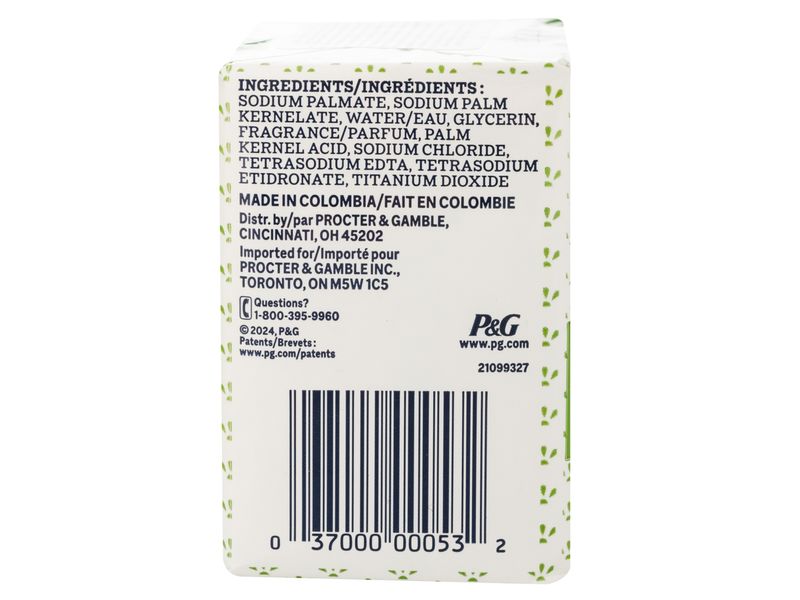 INGREDIENTS/INGRÉDIENTS:
SODIUM PALMATE, SODIUM PALM
KERNELATE, WATER/EAU, GLYCERIN,
FRAGRANCE/PARFUM, PALM
KERNEL ACID, SODIUM CHLORIDE,
TETRASODIUM EDTA, TETRASODIUM
ETIDRONATE, TITANIUM DIOXIDE
MADE IN COLOMBIA/FAIT EN COLOMBIE
Distr. by/par PROCTER & GAMBLE,
CINCINNATI, OH 45202
Imported for/Importé pour
PROCTER & GAMBLE INC.,
TORONTO, ON M5W 1C5
Questions?
1-800-395-9960
© 2024, P&G
Patents/Brevets:
www.pg.com/patents
P&G
www.pg.com
21099327
0 37000 00053 2